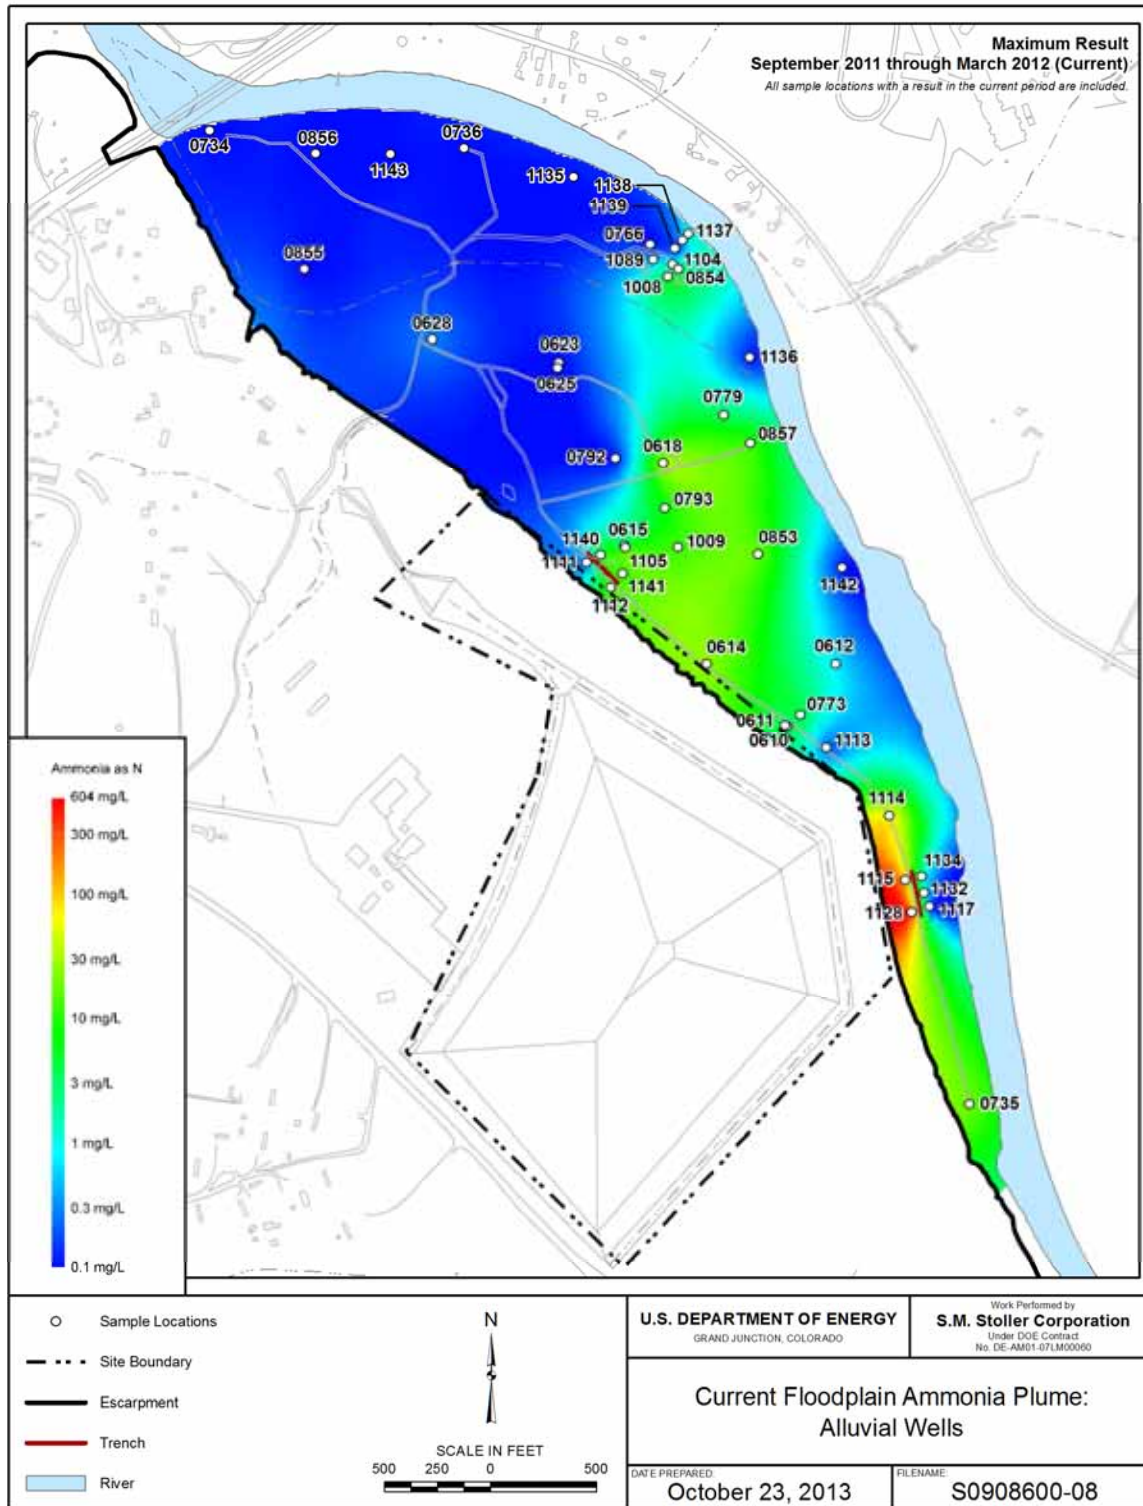 Maximum Result
September 2011 through March 2012 (Current)
All sample locations with a result in the current period are included.
0734
0856
1143
0736
1135
1138
1139
1137
0766
1089
1104
0854
1008
0855
0628
0623
0625
1136
0779
0857
0618
0792
0793
1140
0615
1009
0853
1111
1105
1141
1142
1112
0614
0612
0773
0611
0610
1113
1114
1134
1115
1132
1128
1117
0735
Ammonia as N
604 mg/L
300 mg/L
100 mg/L
30 mg/L
10 mg/L
3 mg/L
1 mg/L
0.3 mg/L
0.1 mg/L
Sample Locations
Site Boundary
Escarpment
Trench
River
N
SCALE IN FEET
500 250 0 500
U.S. DEPARTMENT OF ENERGY
GRAND JUNCTION, COLORADO
Work Performed by
S.M. Stoller Corporation
Under DOE Contract
No. DE-AM01-07LM00060
Current Floodplain Ammonia Plume:
Alluvial Wells
DATE PREPARED:
October 23, 2013
FILENAME:
S0908600-08